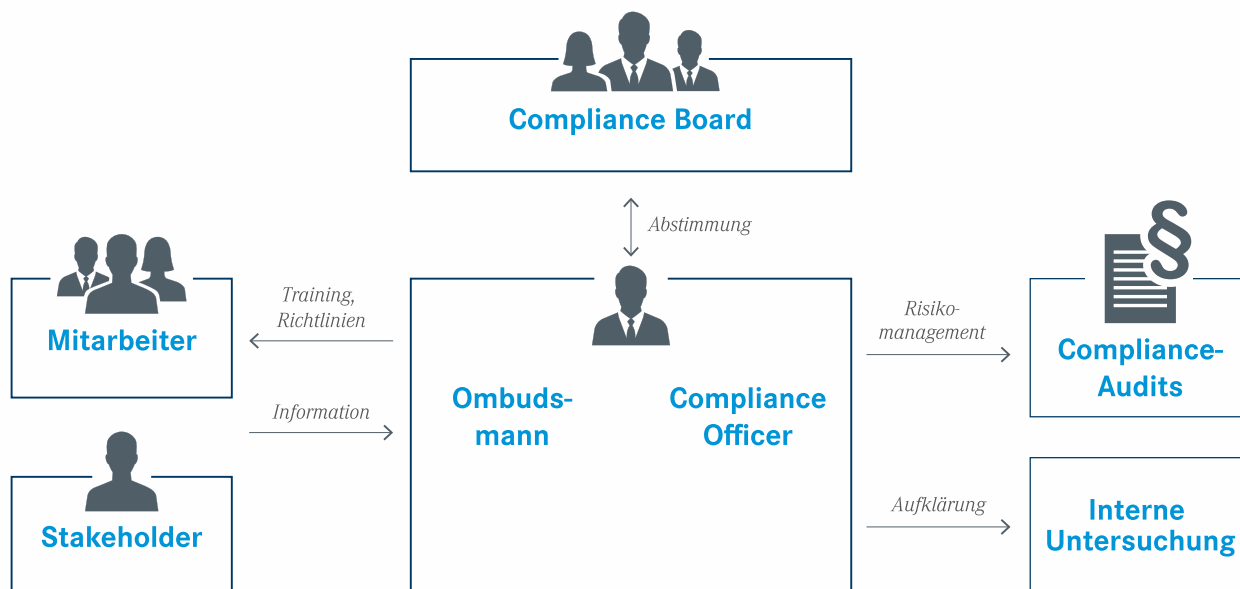 Compliance Board
Abstimmung
Mitarbeiter
Training,
Richtlinien
Information
Stakeholder
Ombuds-
mann
Compliance
Officer
Risiko-
management
§
Compliance-
Audits
Aufklärung
Interne
Untersuchung